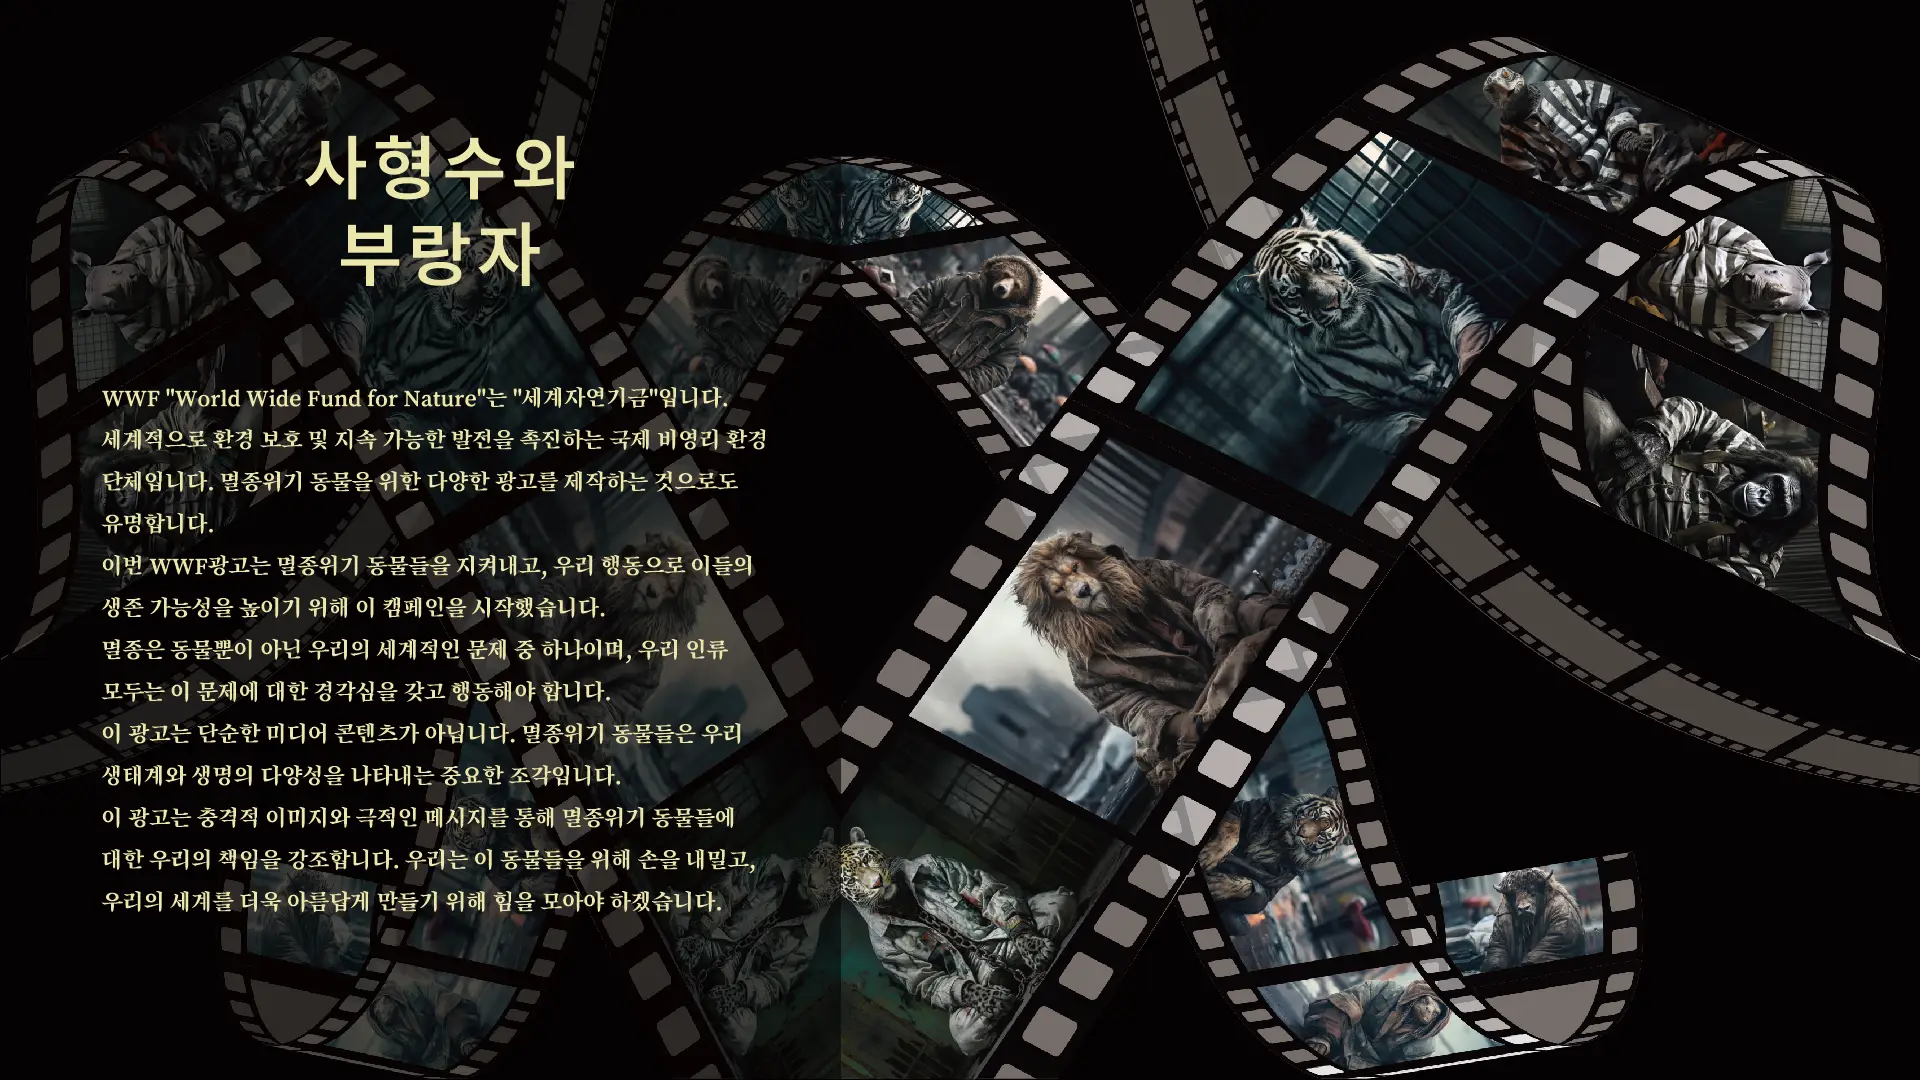 사형수와
부랑자
WWF "World Wide Fund for Nature"는 "세계자연기금"입니다.
세계적으로 환경 보호 및 지속 가능한 발전을 촉진하는 국제 비영리 환경
단체입니다. 멸종위기 동물을 위한 다양한 광고를 제작하는 것으로도
유명합니다.
이번 WWF광고는 멸종위기 동물들을 지켜내고, 우리 행동으로 이들의
생존 가능성을 높이기 위해 이 캠페인을 시작했습니다.
멸종은 동물뿐이 아닌 우리의 세계적인 문제 중 하나이며, 우리 인류
모두는 이 문제에 대한 경각심을 갖고 행동해야 합니다.
이 광고는 단순한 미디어 콘텐츠가 아닙니다. 멸종위기 동물들은 우리
생태계와 생명의 다양성을 나타내는 중요한 조각입니다.
이 광고는 충격적 이미지와 극적인 메시지를 통해 멸종위기 동물들에
대한 우리의 책임을 강조합니다. 우리는 이 동물들을 위해 손을 내밀고,
우리의 세계를 더욱 아름답게 만들기 위해 힘을 모아야 하겠습니다.